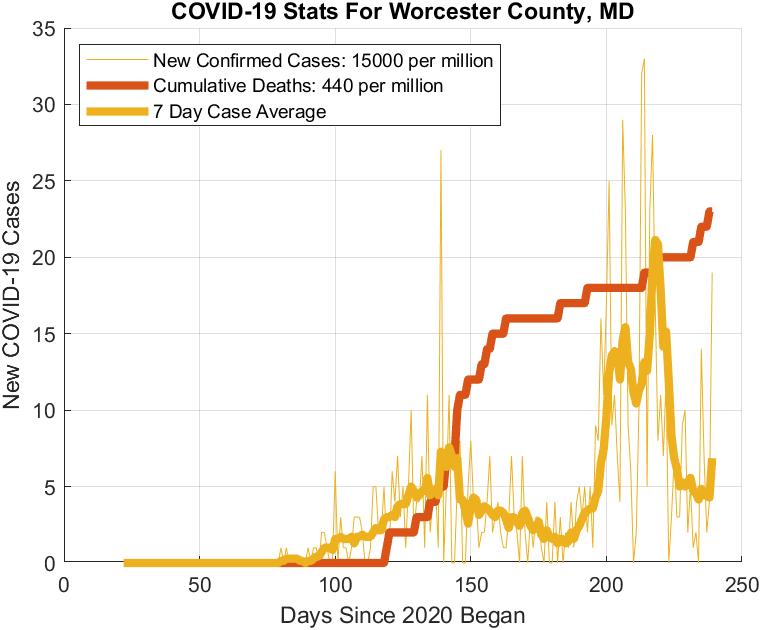 COVID-19 Stats For Worcester County, MD
35
30
25
20
15
10
5
0
New COVID-19 Cases
New Confirmed Cases: 15000 per million
Cumulative Deaths: 440 per million
7 Day Case Average
0 50 100 150 200 250
Days Since 2020 Began